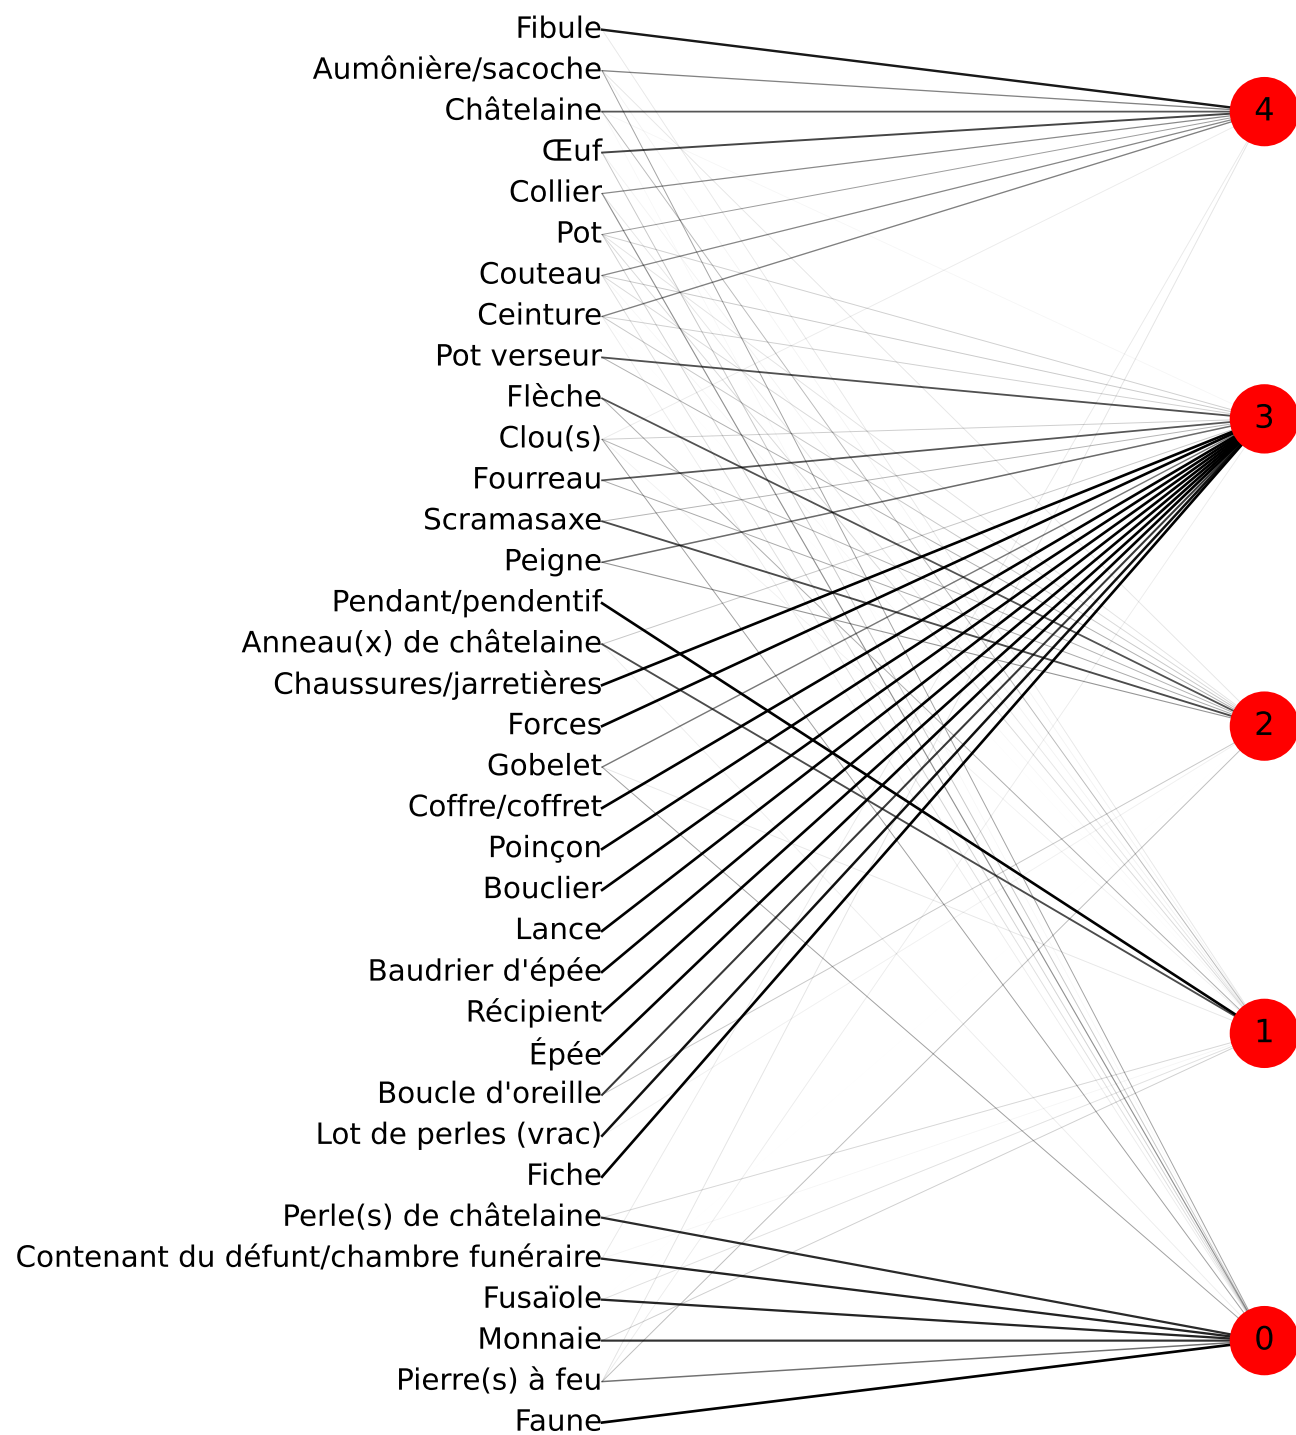 Fibule
Aumônière/sacoche
Châtelaine
4
Œuf
Collier
Pot
Couteau
Ceinture
Pot verseur
Flèche
3
Clou(s)
Fourreau
Scramasaxe
Peigne
Pendant/pendentif
Anneau(x) de châtelaine
Chaussures/jarretières
Forces
2
Gobelet
Coffre/coffret
Poinçon
Bouclier
Lance
Baudrier d'épée
Récipient
1
Épée
Boucle d'oreille
Lot de perles (vrac)
Fiche
Perle(s) de châtelaine
Contenant du défunt/chambre funéraire
Fusaïole
Monnaie
0
Pierre(s) à feu
Faune